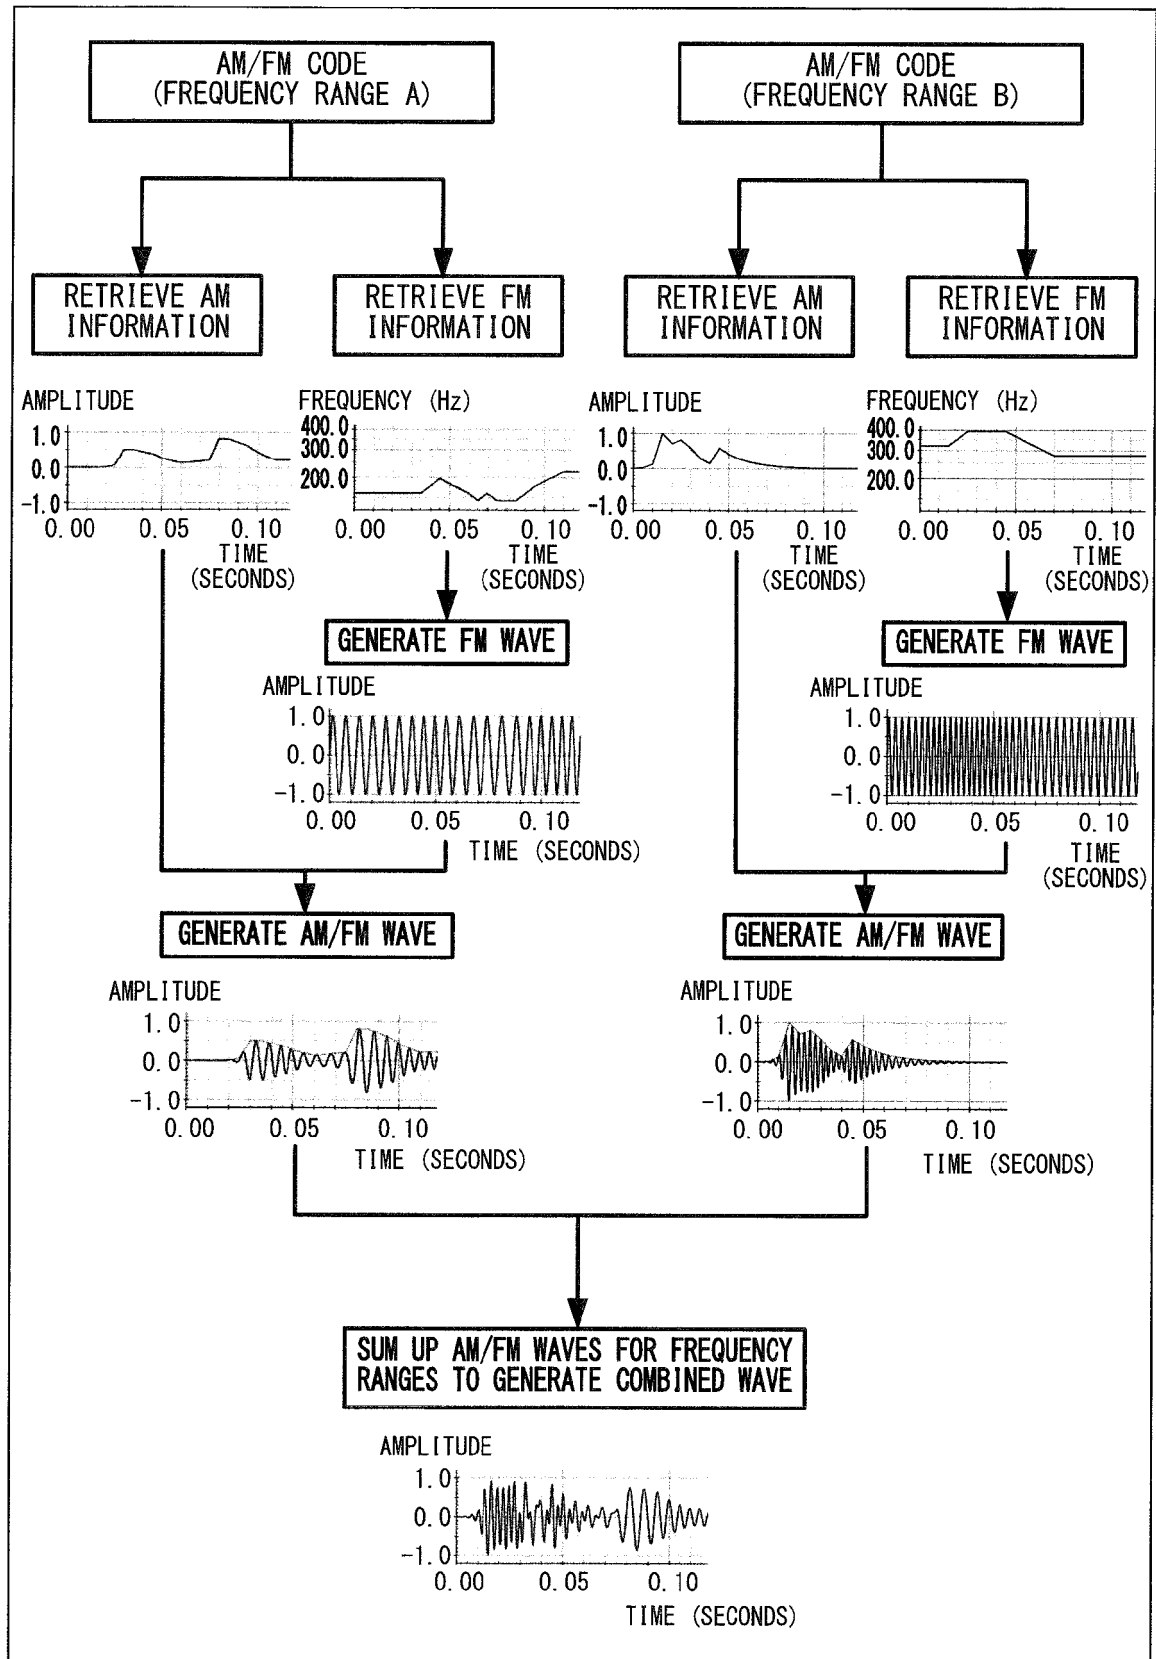 AM/FM CODE
(FREQUENCY RANGE A)
AM/FM CODE
(FREQUENCY RANGE B)
RETRIEVE AM
INFORMATION
RETRIEVE FM
INFORMATION
RETRIEVE AM
INFORMATION
RETRIEVE FM
INFORMATION
AMPLITUDE
1.0
0.0
-1.0
0.00 0.05 0.10
TIME
(SECONDS)
FREQUENCY (Hz)
400.0
300.0
200.0
0.00 0.05 0.10
TIME
(SECONDS)
AMPLITUDE
1.0
0.0
-1.0
0.00 0.05 0.10
TIME
(SECONDS)
FREQUENCY (Hz)
400.0
300.0
200.0
0.00 0.05 0.10
TIME
(SECONDS)
GENERATE FM WAVE
AMPLITUDE
1.0
0.0
-1.0
0.00 0.05 0.10
TIME (SECONDS)
GENERATE FM WAVE
AMPLITUDE
1.0
0.0
-1.0
0.00 0.05 0.10
TIME
(SECONDS)
GENERATE AM/FM WAVE
AMPLITUDE
1.0
0.0
-1.0
0.00 0.05 0.10
TIME (SECONDS)
GENERATE AM/FM WAVE
AMPLITUDE
1.0
0.0
-1.0
0.00 0.05 0.10
TIME (SECONDS)
SUM UP AM/FM WAVES FOR FREQUENCY
RANGES TO GENERATE COMBINED WAVE
AMPLITUDE
1.0
0.0
-1.0
0.00 0.05 0.10
TIME (SECONDS)